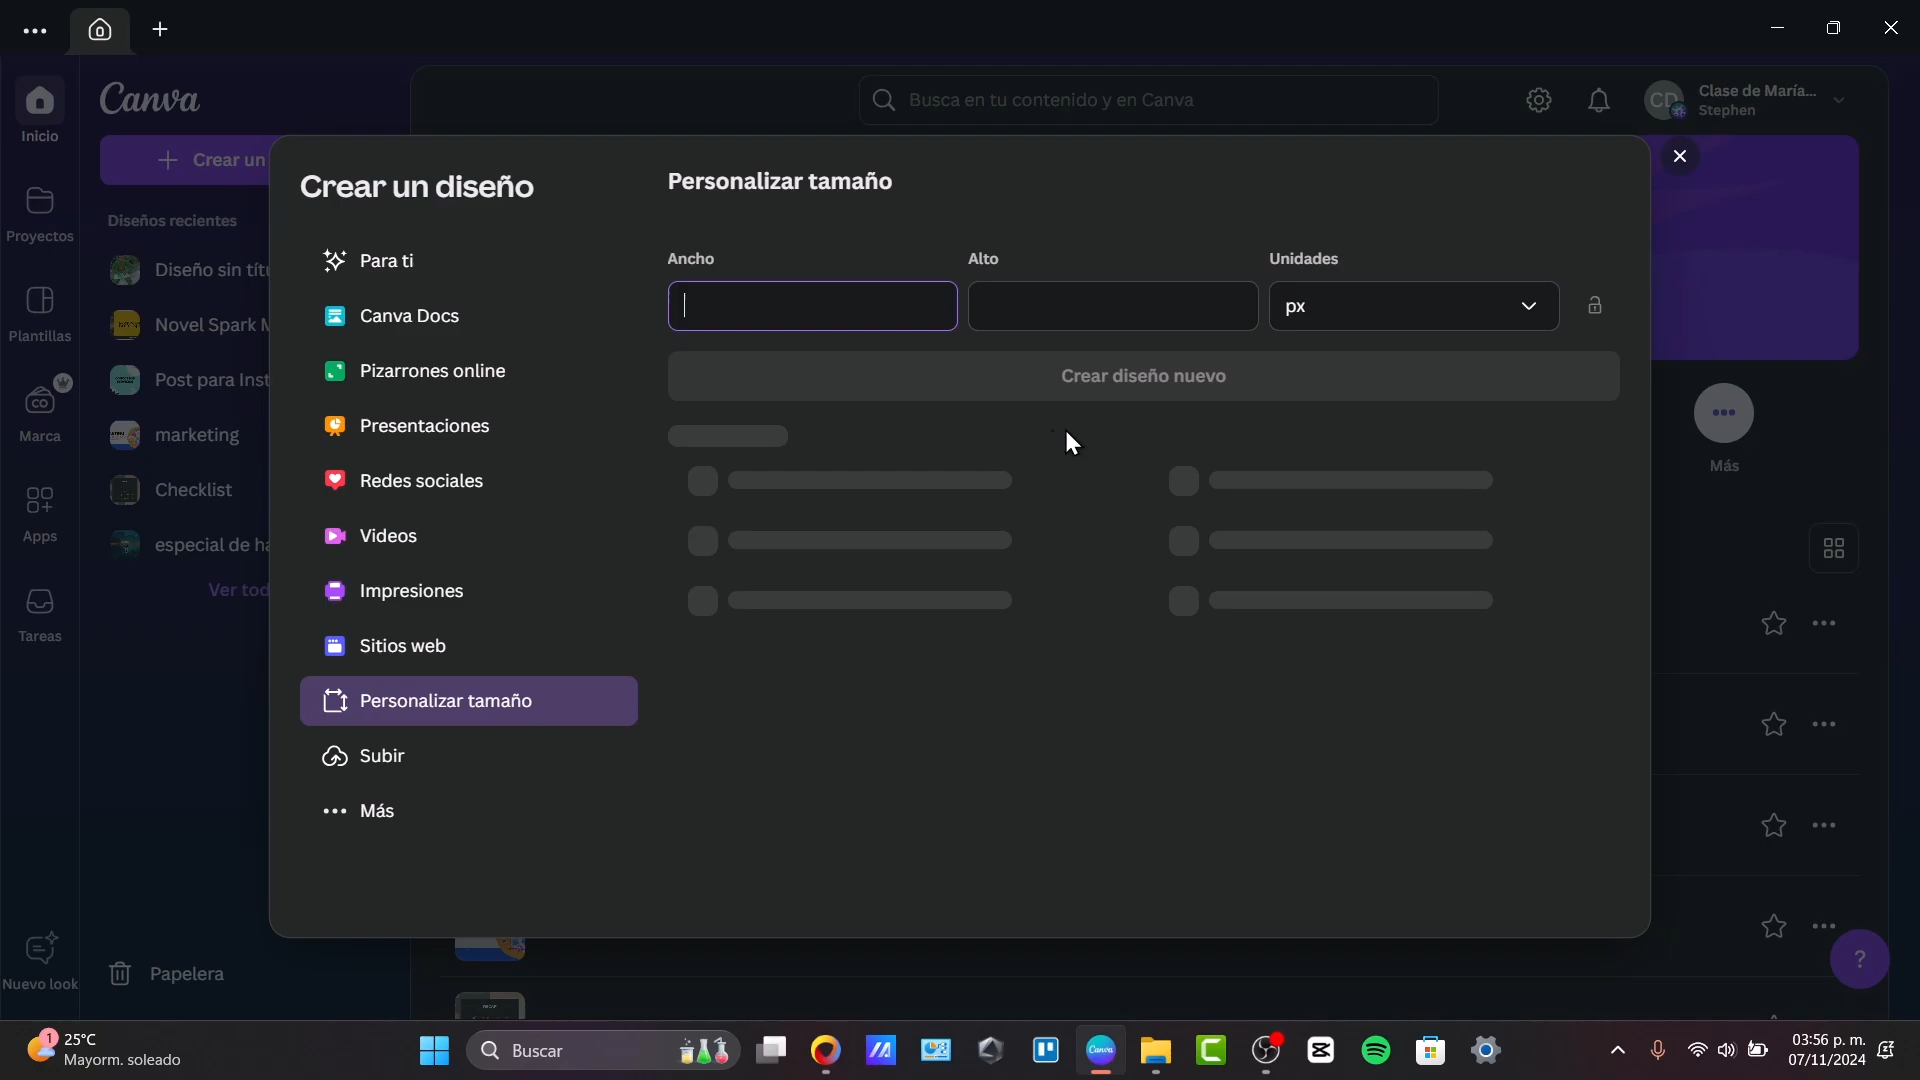 Canva
Busca en tu contenido y en Canva
CD
Clase de María...
Stephen
Inicio
Crear un
Crear un diseño
Personalizar tamaño
Proyectos
Diseños recientes
Diseño sin títu
Para ti
Ancho
Alto
Unidades
Plantillas
Novel Spark M
Canva Docs
px
Marca
CO
Post para Inst
Pizarrones online
Crear diseño nuevo
marketing
Presentaciones
Más
Apps
Checklist
Redes sociales
especial de ha
Videos
Ver tod
Impresiones
Tareas
Sitios web
Personalizar tamaño
Subir
Más
Nuevo look
Papelera
?
1
25°C
Mayorm. soleado
Buscar
Canva
03:56 p. m.
07/11/2024